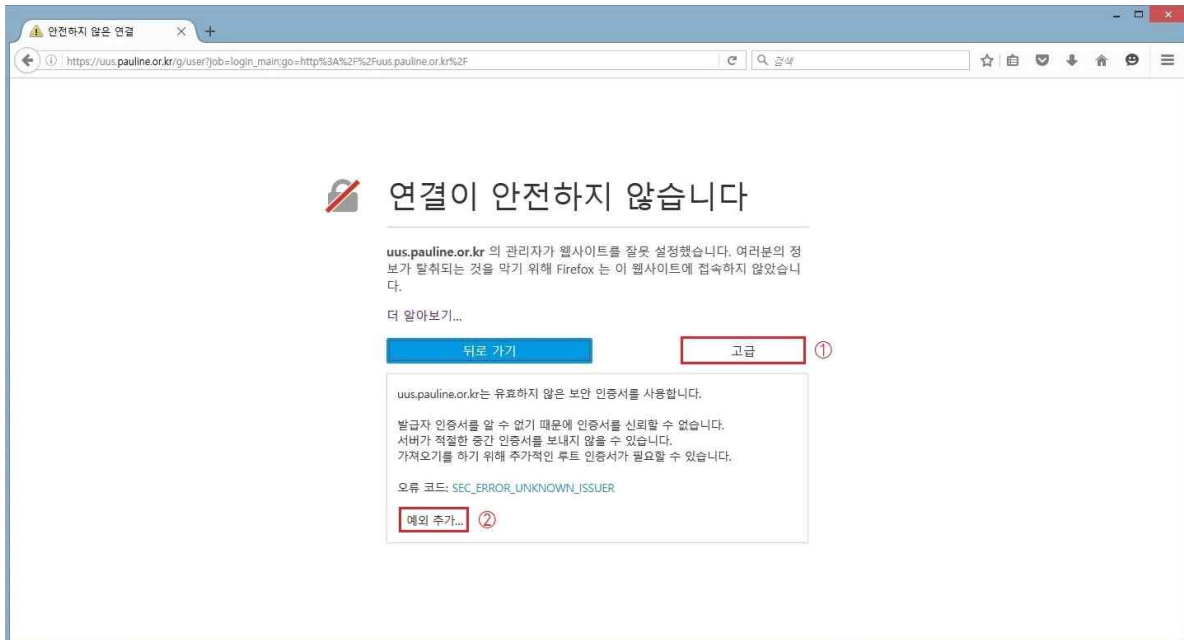 안전하지 않은 연결
https://uus.pauline.or.kr/g/user?job=login_main;go=http%3A%2F%2Fuus.pauline.or.kr%2F
검색
연결이 안전하지 않습니다
uus.pauline.or.kr 의 관리자가 웹사이트를 잘못 설정했습니다. 여러분의 정
보가 탈취되는 것을 막기 위해 Firefox 는 이 웹사이트에 접속하지 않았습니
다.
더 알아보기...
뒤로 가기
고급 ①
uus.pauline.or.kr는 유효하지 않은 보안 인증서를 사용합니다.
발급자 인증서를 알 수 없기 때문에 인증서를 신뢰할 수 없습니다.
서버가 적절한 중간 인증서를 보내지 않을 수 있습니다.
가져오기를 하기 위해 추가적인 루트 인증서가 필요할 수 있습니다.
오류 코드: SEC_ERROR_UNKNOWN_ISSUER
예외 추가... ②